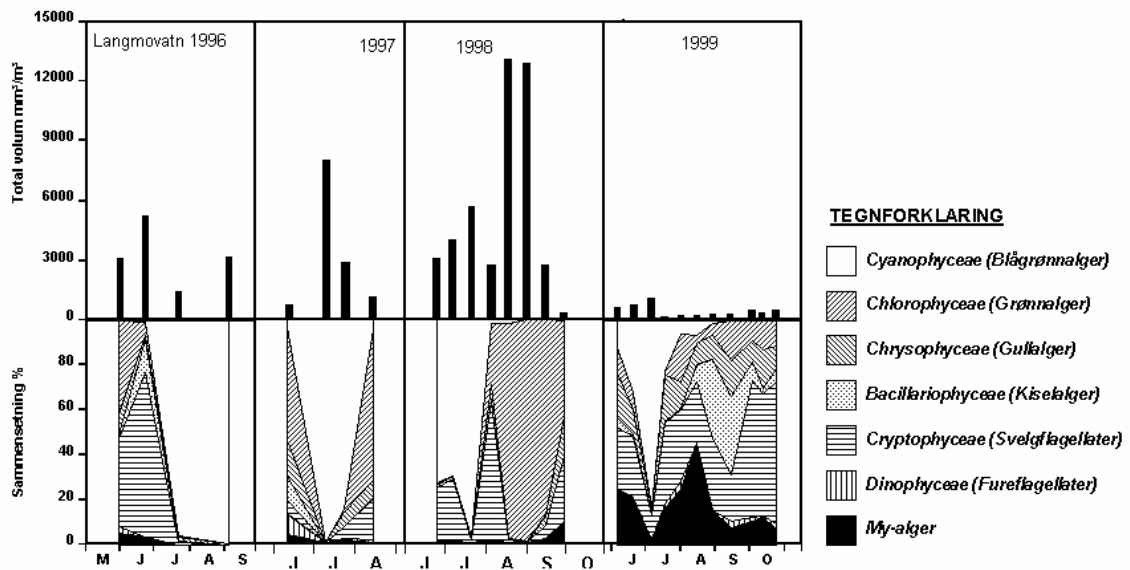 15000
12000
9000
6000
3000
0
Total volum mm³/m³
Langmovatn 1996
1997
1998
1999
80
60
40
20
0
Sammensetning %
M J J A S
J J A
J J A S O
J J A S O
TEGNFORKLARING
Cyanophyceae (Blågrønnalger)
Chlorophyceae (Grønnalger)
Chrysophyceae (Gullalger)
Bacillariophyceae (Kiselalger)
Cryptophyceae (Svelgflagellater)
Dinophyceae (Fureflagellater)
My-alger